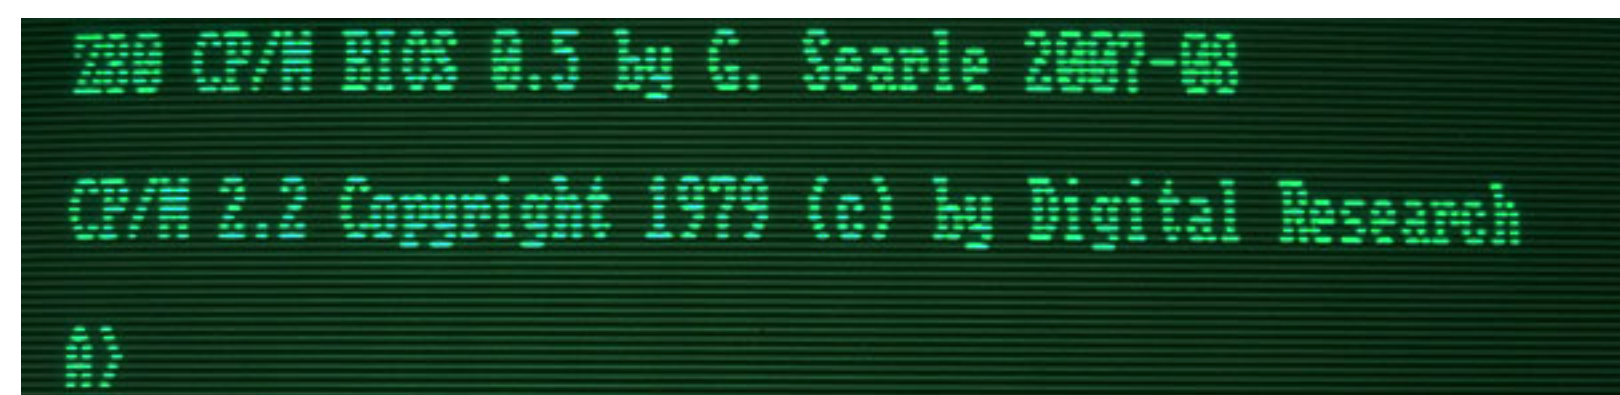 Z80 CP/M BIOS 0.5 by G. Searle 2007-08
CP/M 2.2 Copyright 1979 (c) by Digital Research
A>